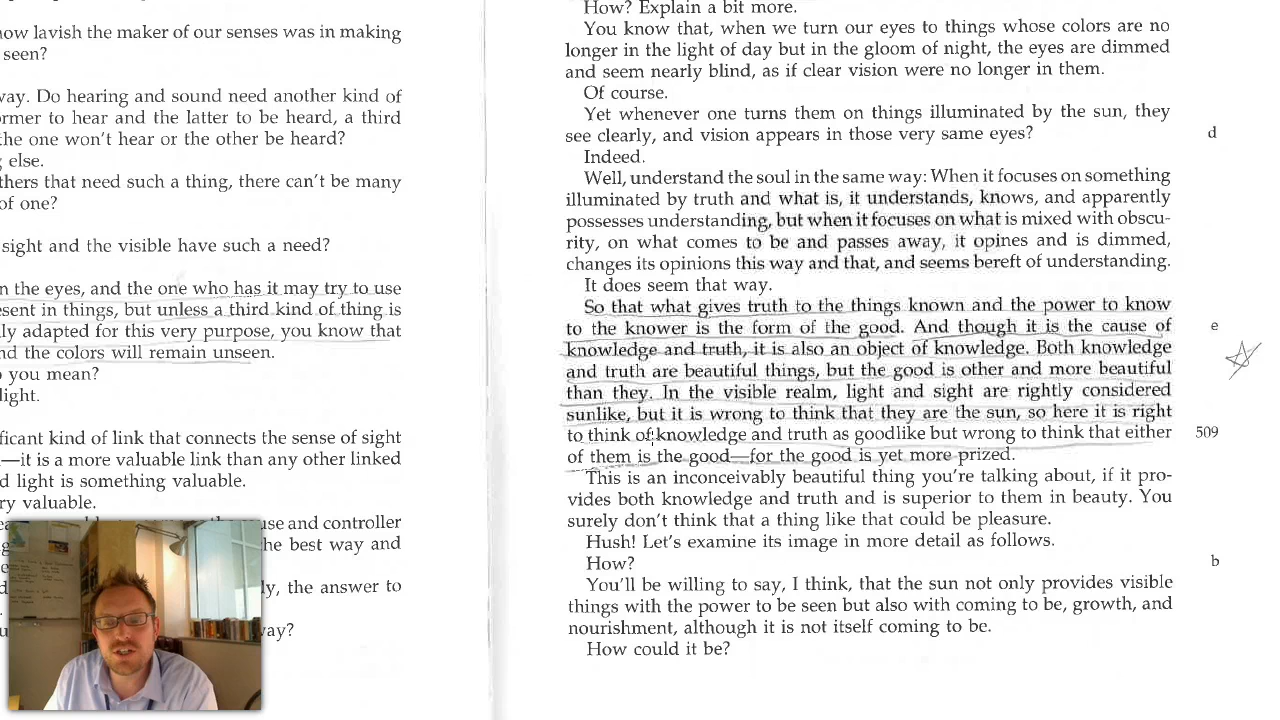 now lavish the maker of our senses was in making
seen?
way. Do hearing and sound need another kind of
ormer to hear and the latter to be heard, a third
the one won't hear or the other be heard?
g else.
thers that need such a thing, there can't be many
of one?
sight and the visible have such a need?
n the eyes, and the one who has it may try to use
esent in things, but unless a third kind of thing is
lly adapted for this very purpose, you know that
nd the colors will remain unseen.
o you mean?
light.
ficant kind of link that connects the sense of sight
—it is a more valuable link than any other linked
d light is something valuable.
ry valuable.
use and controller
he best way and
ly, the answer to
way?
How? Explain a bit more.
You know that, when we turn our eyes to things whose colors are no
longer in the light of day but in the gloom of night, the eyes are dimmed
and seem nearly blind, as if clear vision were no longer in them.
Of course.
Yet whenever one turns them on things illuminated by the sun, they
see clearly, and vision appears in those very same eyes?
d
Indeed.
Well, understand the soul in the same way: When it focuses on something
illuminated by truth and what is, it understands, knows, and apparently
possesses understanding, but when it focuses on what is mixed with obscu-
rity, on what comes to be and passes away, it opines and is dimmed,
changes its opinions this way and that, and seems bereft of understanding.
It does seem that way.
So that what gives truth to the things known and the power to know
to the knower is the form of the good. And though it is the cause of
e
knowledge and truth, it is also an object of knowledge. Both knowledge
and truth are beautiful things, but the good is other and more beautiful
than they. In the visible realm, light and sight are rightly considered
sunlike, but it is wrong to think that they are the sun, so here it is right
to think of knowledge and truth as goodlike but wrong to think that either
509
of them is the good—for the good is yet more prized.
This is an inconceivably beautiful thing you're talking about, if it pro-
vides both knowledge and truth and is superior to them in beauty. You
surely don't think that a thing like that could be pleasure.
Hush! Let's examine its image in more detail as follows.
How?
b
You'll be willing to say, I think, that the sun not only provides visible
things with the power to be seen but also with coming to be, growth, and
nourishment, although it is not itself coming to be.
How could it be?